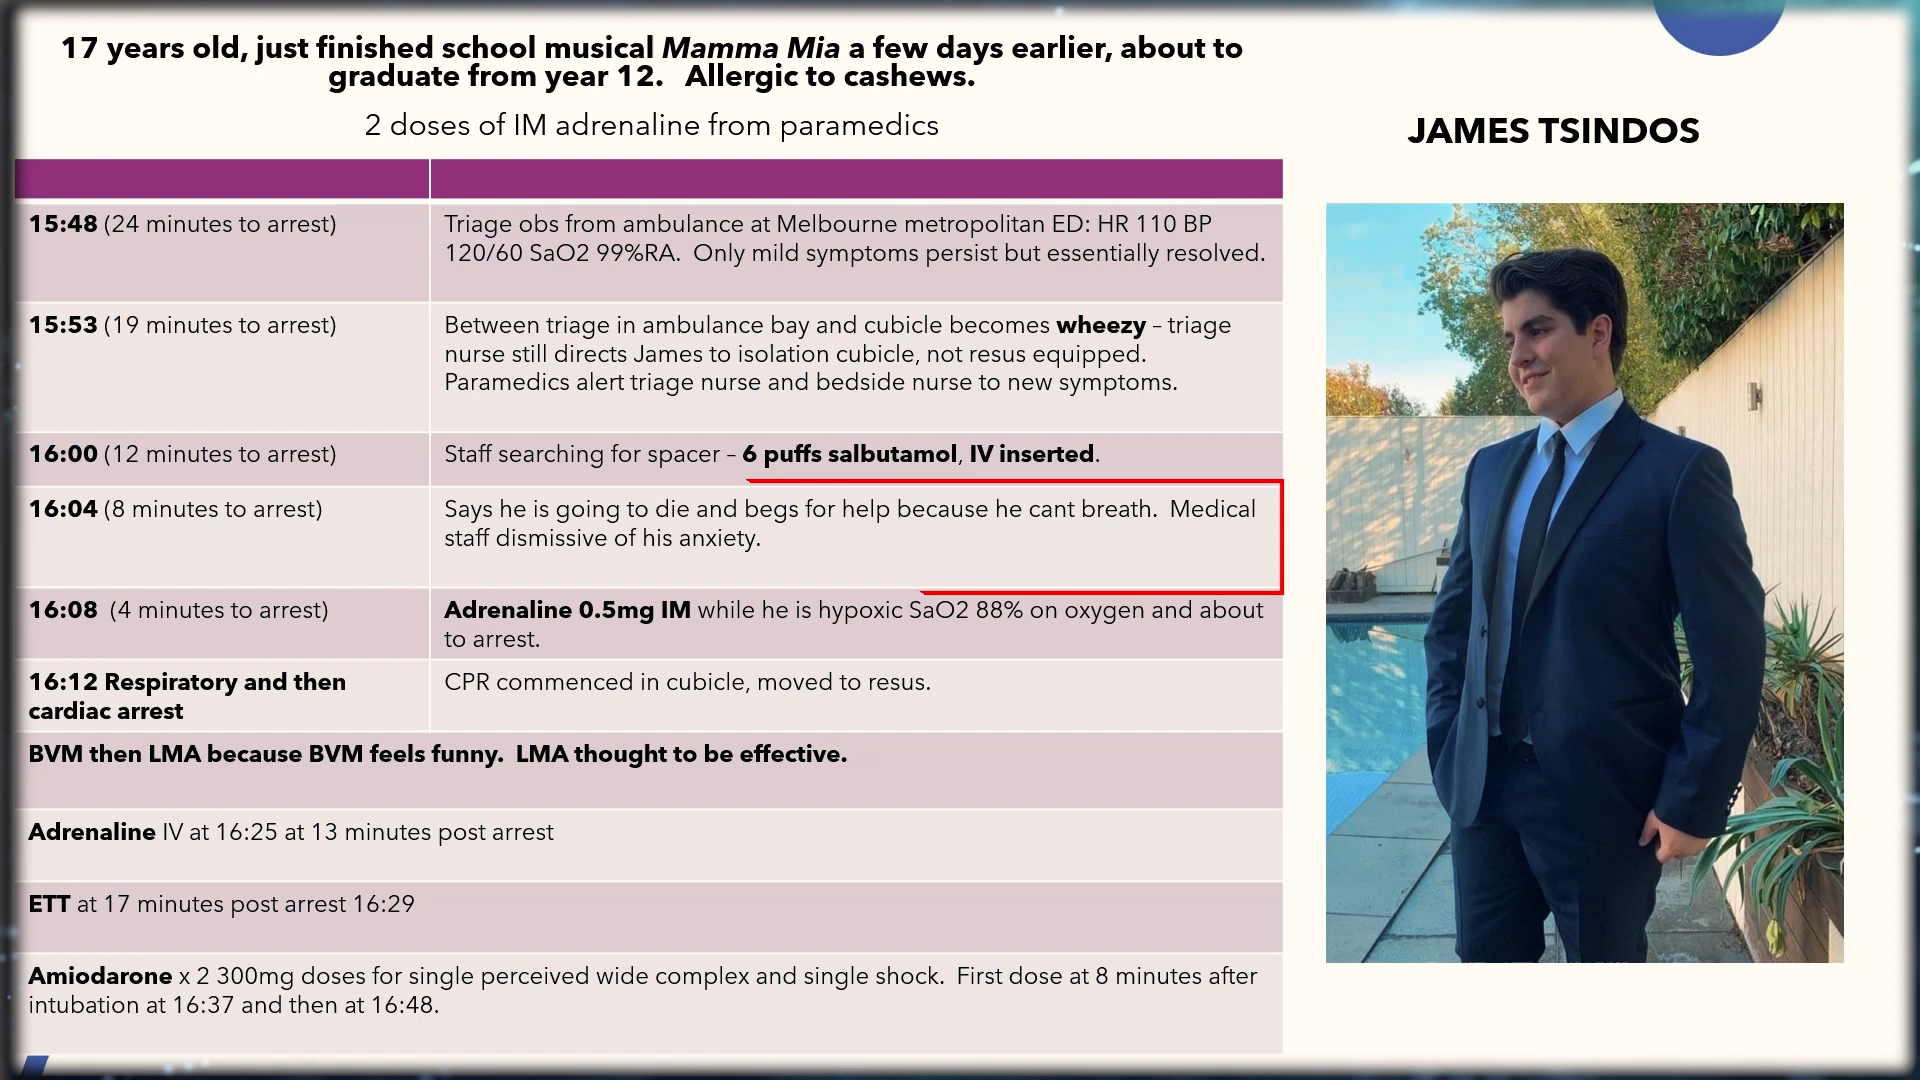 17 years old, just finished school musical Mamma Mia a few days earlier, about to
graduate from year 12.   Allergic to cashews.
2 doses of IM adrenaline from paramedics
JAMES TSINDOS
15:48 (24 minutes to arrest)
Triage obs from ambulance at Melbourne metropolitan ED: HR 110 BP
120/60 SaO2 99%RA.  Only mild symptoms persist but essentially resolved.
15:53 (19 minutes to arrest)
Between triage in ambulance bay and cubicle becomes wheezy – triage
nurse still directs James to isolation cubicle, not resus equipped.
Paramedics alert triage nurse and bedside nurse to new symptoms.
16:00 (12 minutes to arrest)
Staff searching for spacer – 6 puffs salbutamol, IV inserted.
16:04 (8 minutes to arrest)
Says he is going to die and begs for help because he cant breath.  Medical
staff dismissive of his anxiety.
16:08  (4 minutes to arrest)
Adrenaline 0.5mg IM while he is hypoxic SaO2 88% on oxygen and about
to arrest.
16:12 Respiratory and then
cardiac arrest
CPR commenced in cubicle, moved to resus.
BVM then LMA because BVM feels funny.  LMA thought to be effective.
Adrenaline IV at 16:25 at 13 minutes post arrest
ETT at 17 minutes post arrest 16:29
Amiodarone x 2 300mg doses for single perceived wide complex and single shock.  First dose at 8 minutes after
intubation at 16:37 and then at 16:48.